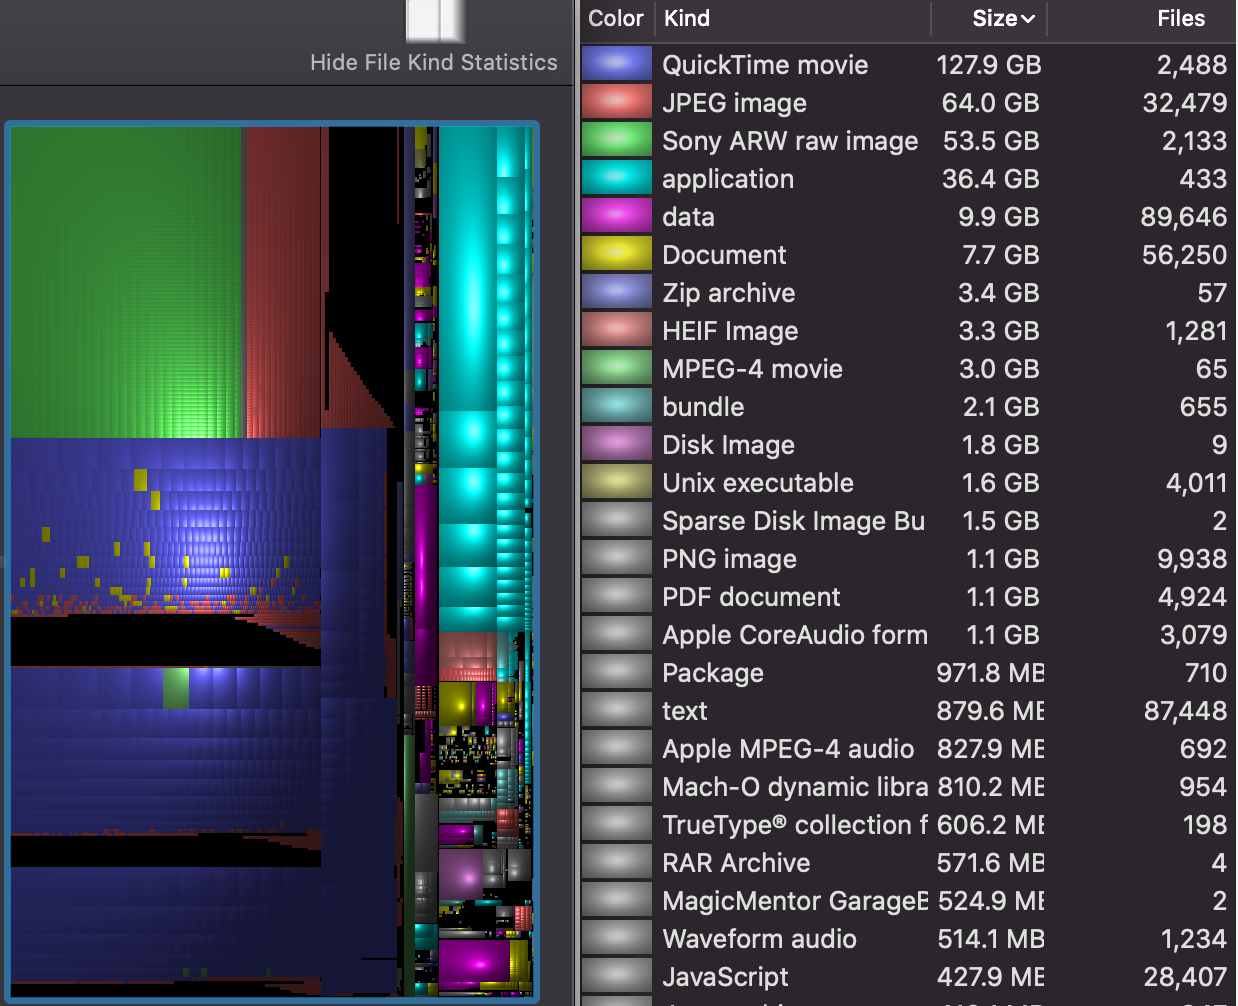 Hide File Kind Statistics
Color Kind Size Files
QuickTime movie 127.9 GB 2,488
JPEG image 64.0 GB 32,479
Sony ARW raw image 53.5 GB 2,133
application 36.4 GB 433
data 9.9 GB 89,646
Document 7.7 GB 56,250
Zip archive 3.4 GB 57
HEIF Image 3.3 GB 1,281
MPEG-4 movie 3.0 GB 65
bundle 2.1 GB 655
Disk Image 1.8 GB 9
Unix executable 1.6 GB 4,011
Sparse Disk Image Bu 1.5 GB 2
PNG image 1.1 GB 9,938
PDF document 1.1 GB 4,924
Apple CoreAudio form 1.1 GB 3,079
Package 971.8 MB 710
text 879.6 MB 87,448
Apple MPEG-4 audio 827.9 MB 692
Mach-O dynamic libra 810.2 MB 954
TrueType® collection f 606.2 MB 198
RAR Archive 571.6 MB 4
MagicMentor GarageB 524.9 MB 2
Waveform audio 514.1 MB 1,234
JavaScript 427.9 MB 28,407